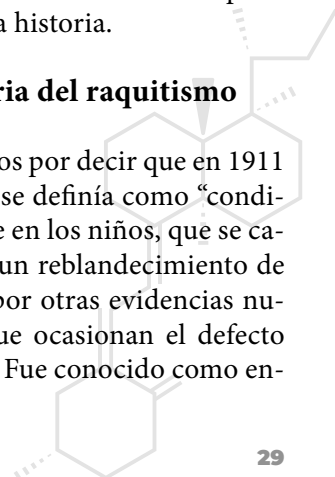 a historia.
ria del raquitismo
os por decir que en 1911
se definía como “condi-
e en los niños, que se ca-
un reblandecimiento de
por otras evidencias nu-
ue ocasionan el defecto
Fue conocido como en-
29